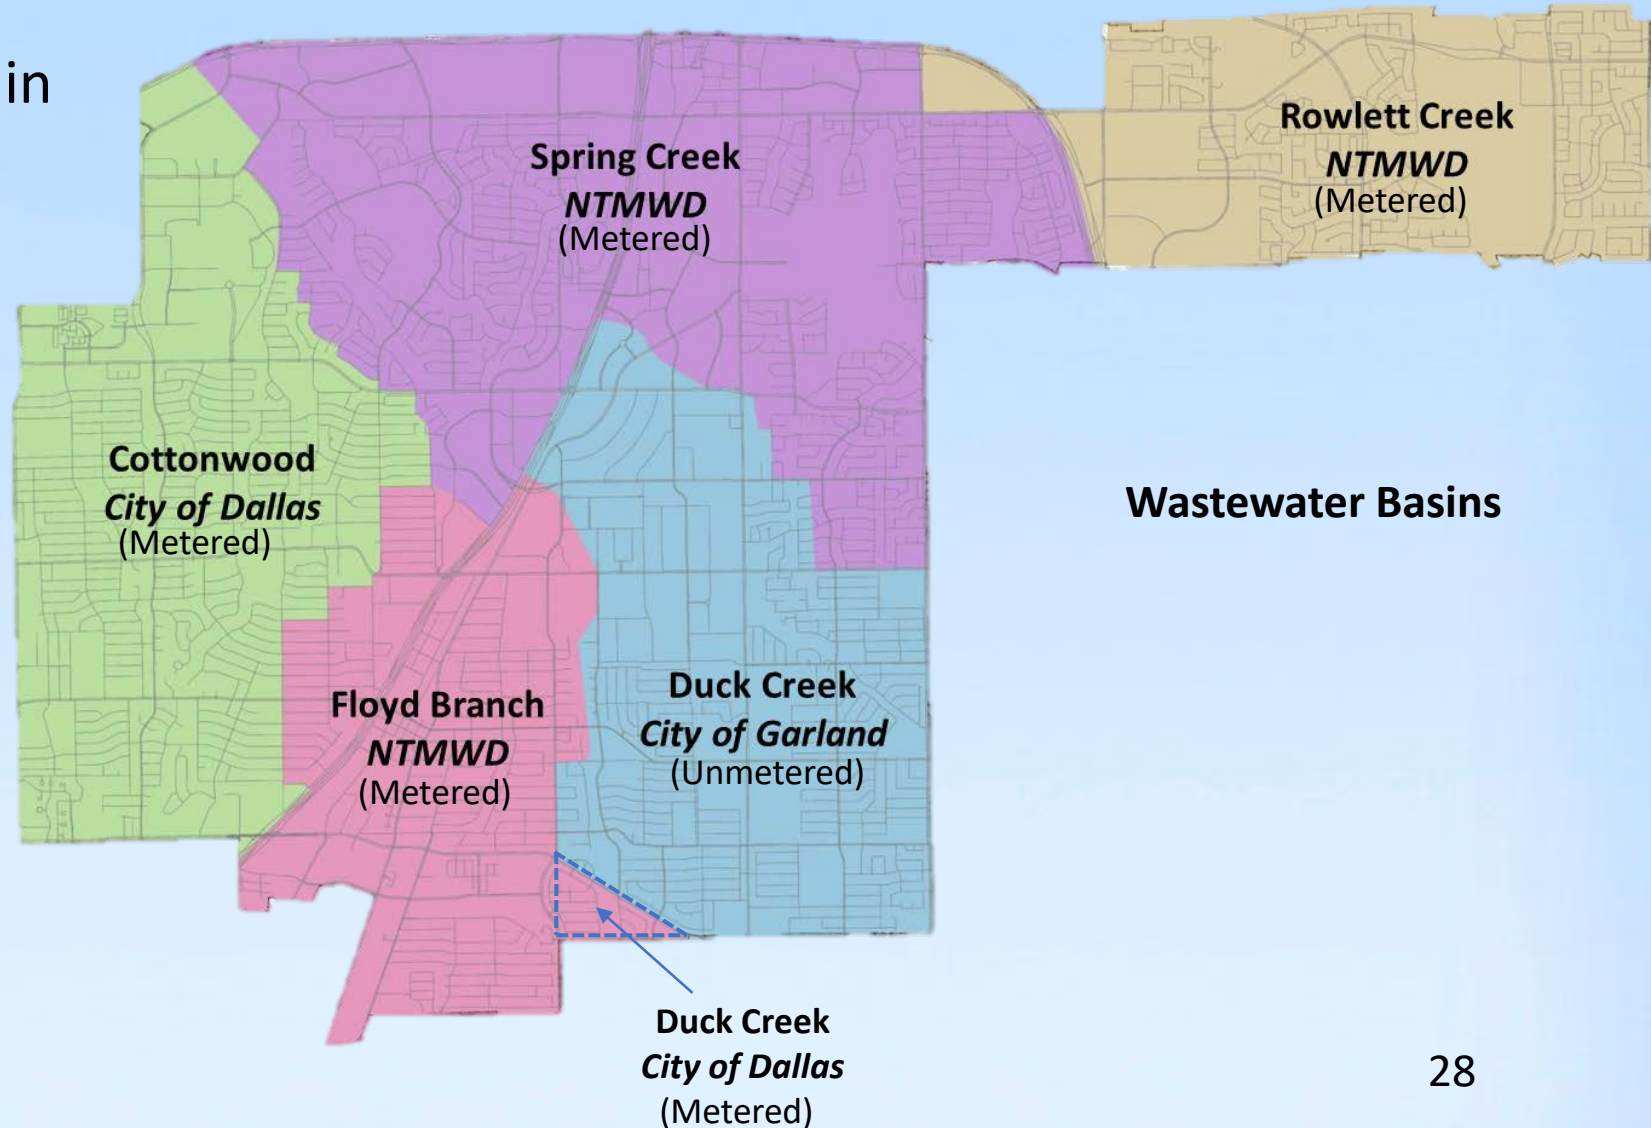 in
Rowlett Creek
NTMWD
(Metered)
Spring Creek
NTMWD
(Metered)
Cottonwood
City of Dallas
(Metered)
Wastewater Basins
Floyd Branch
NTMWD
(Metered)
Duck Creek
City of Garland
(Unmetered)
Duck Creek
City of Dallas
(Metered)
28